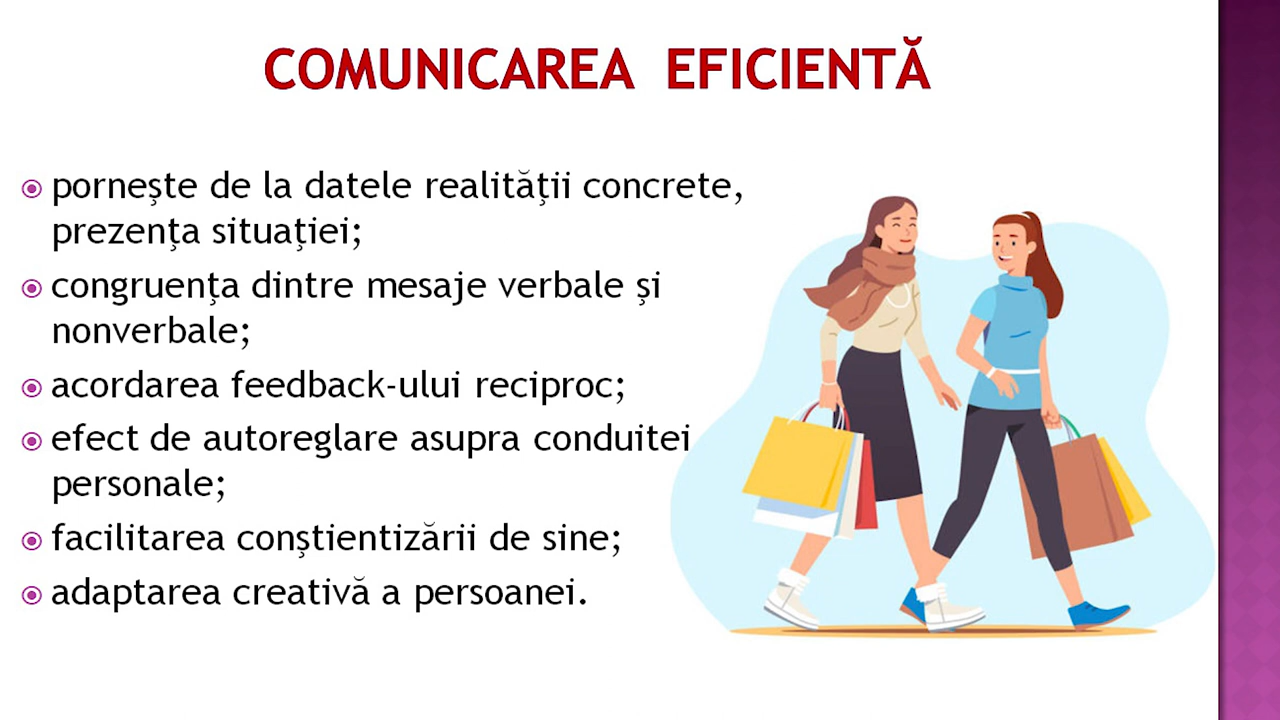 COMUNICAREA EFICIENTĂ
pornește de la datele realităţii concrete,
prezenţa situaţiei;
congruenţa dintre mesaje verbale şi
nonverbale;
acordarea feedback-ului reciproc;
efect de autoreglare asupra conduitei
personale;
facilitarea conştientizării de sine;
adaptarea creativă a persoanei.